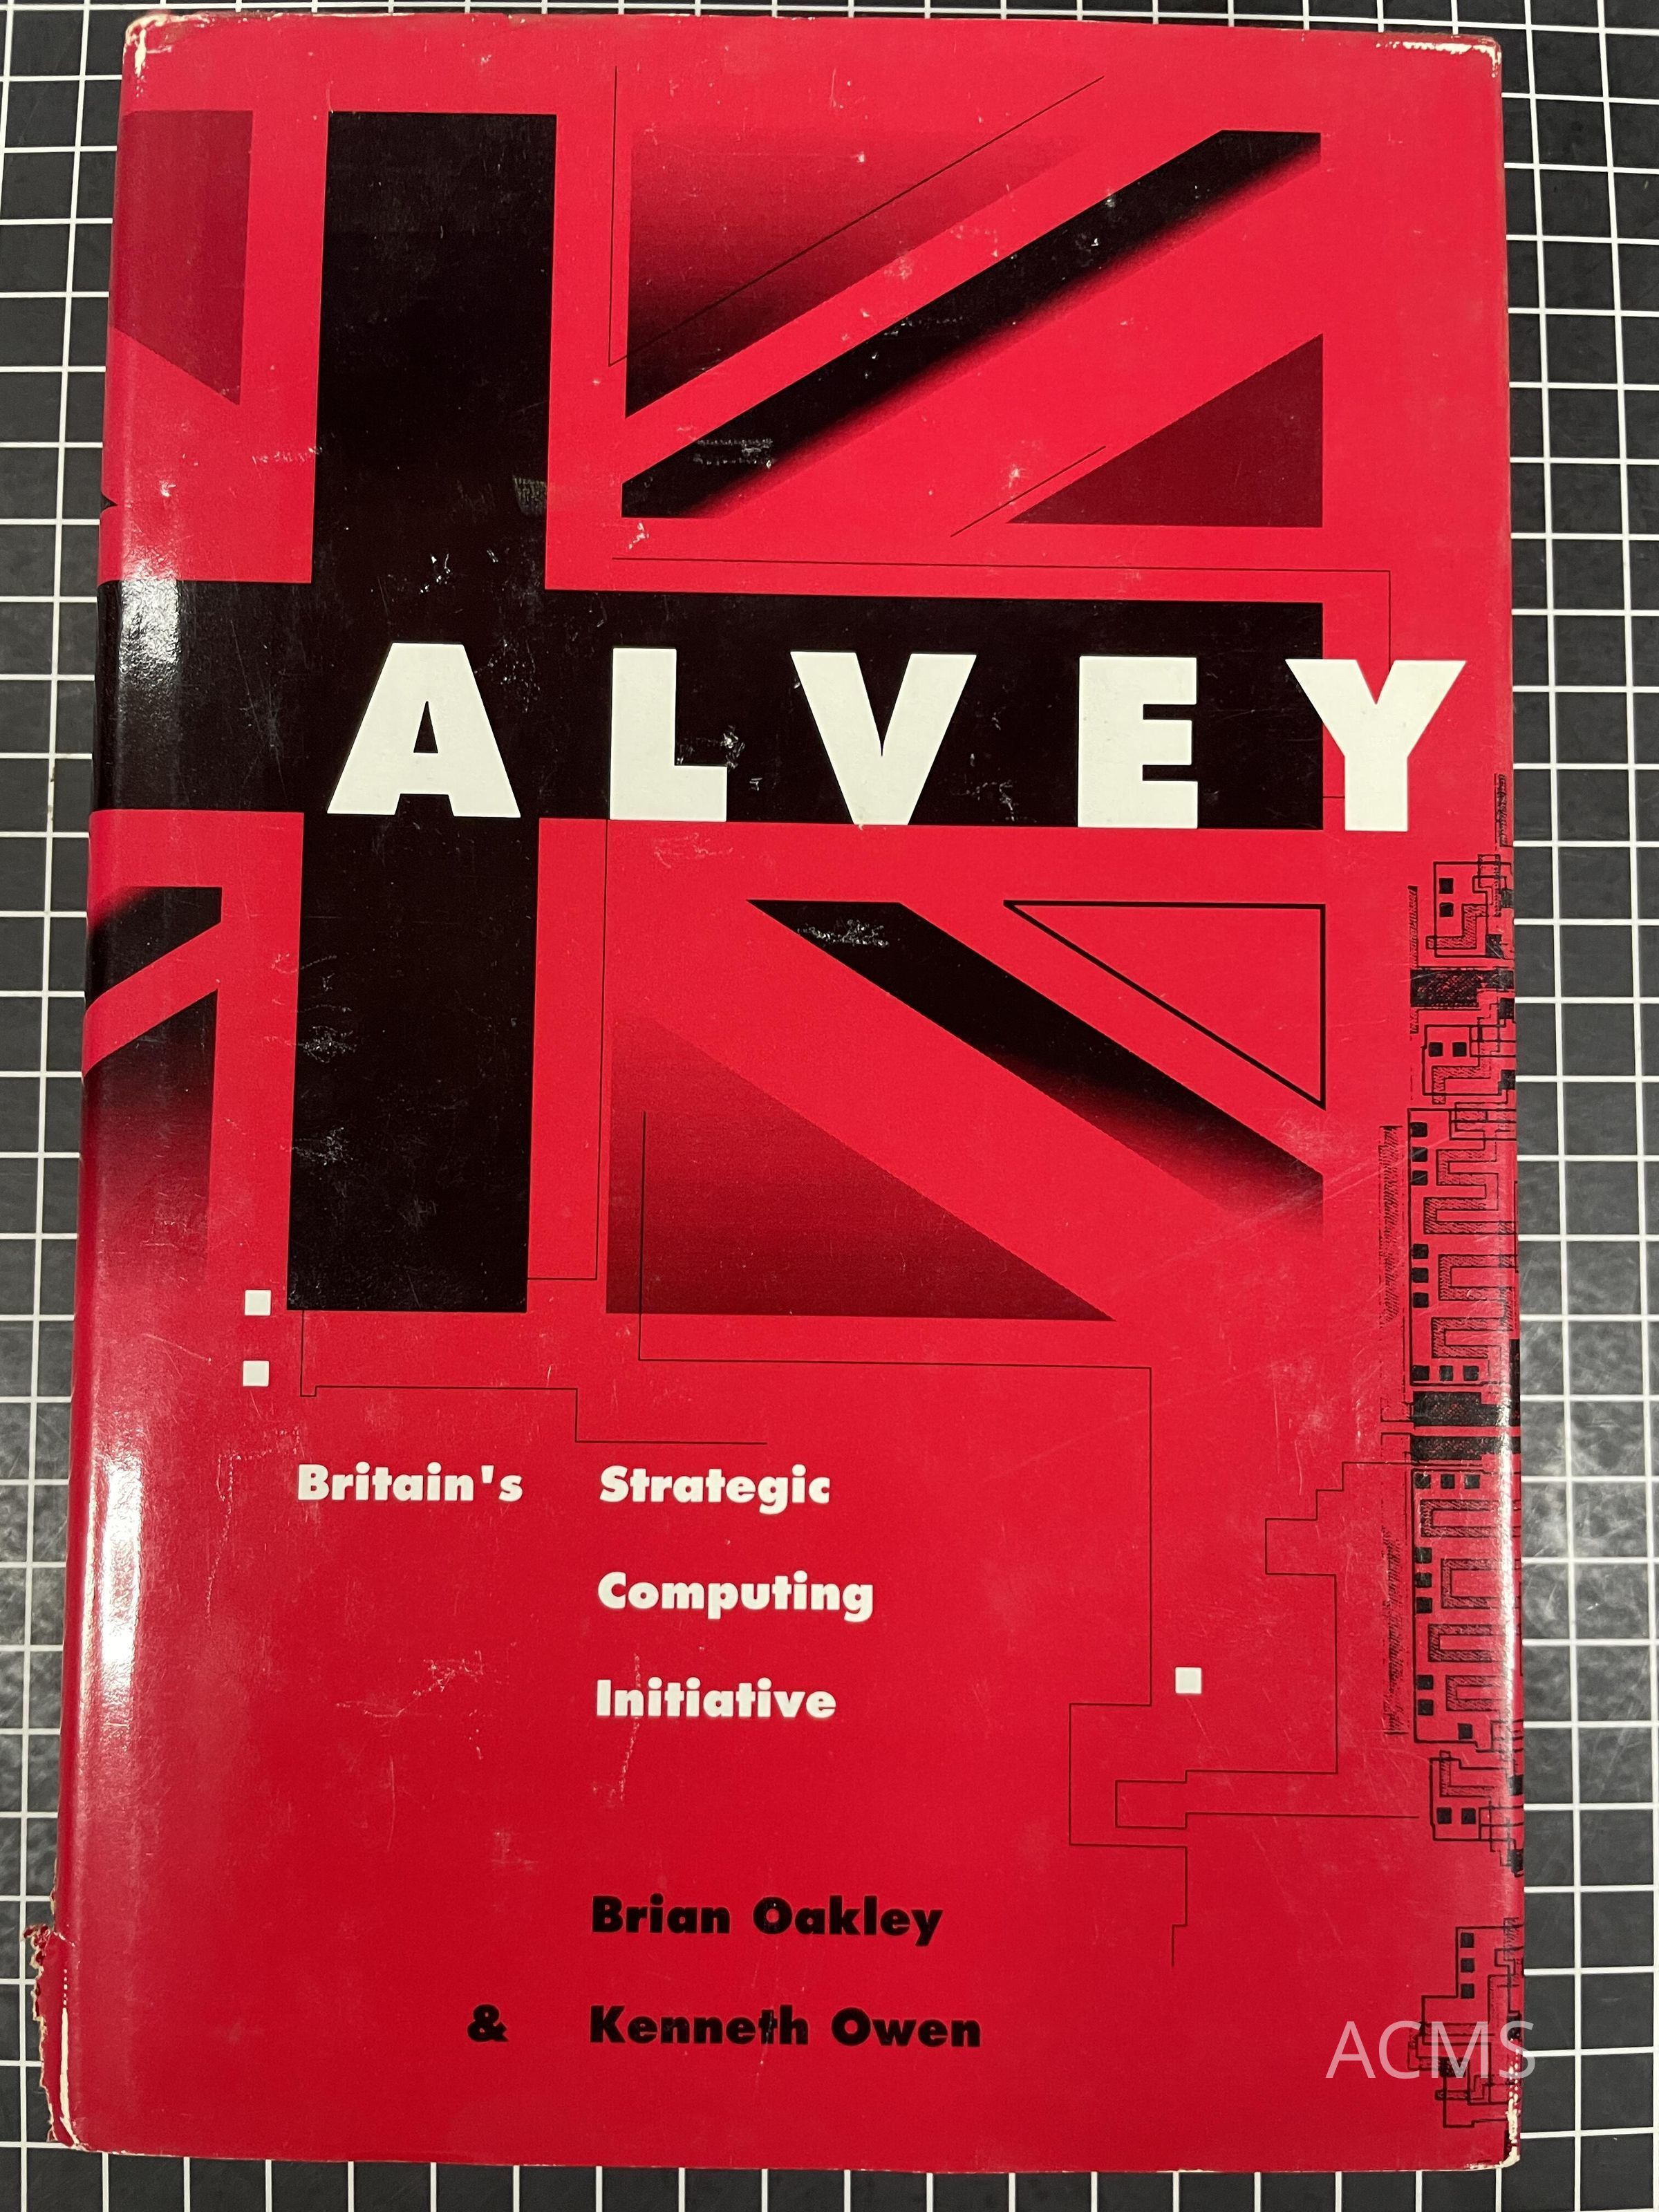 ALVEY
Britain's Strategic
Computing
Initiative
Brian Oakley
& Kenneth Owen
ACMS